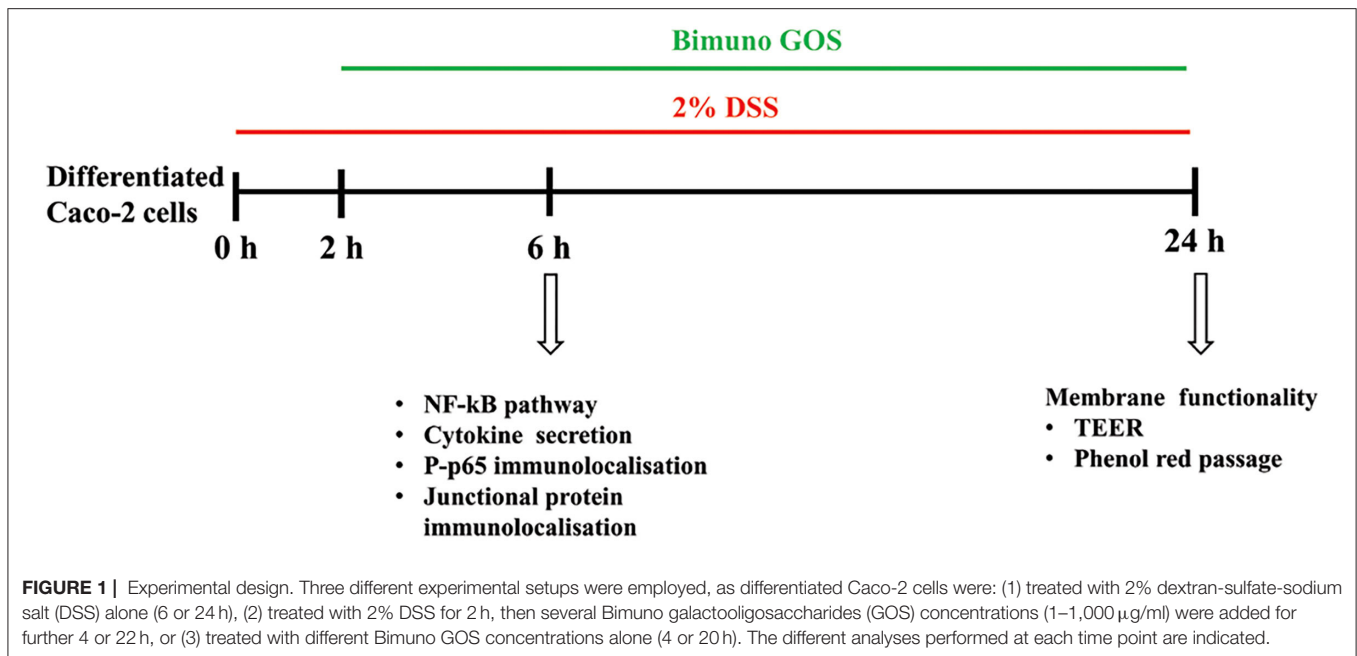 Bimuno GOS
2% DSS
Differentiated
Caco-2 cells
0 h 2 h 6 h 24 h
• NF-kB pathway
• Cytokine secretion
• P-p65 immunolocalisation
• Junctional protein
immunolocalisation
Membrane functionality
• TEER
• Phenol red passage
FIGURE 1 | Experimental design. Three different experimental setups were employed, as differentiated Caco-2 cells were: (1) treated with 2% dextran-sulfate-sodium
salt (DSS) alone (6 or 24 h), (2) treated with 2% DSS for 2 h, then several Bimuno galactooligosaccharides (GOS) concentrations (1–1,000 μg/ml) were added for
further 4 or 22 h, or (3) treated with different Bimuno GOS concentrations alone (4 or 20 h). The different analyses performed at each time point are indicated.